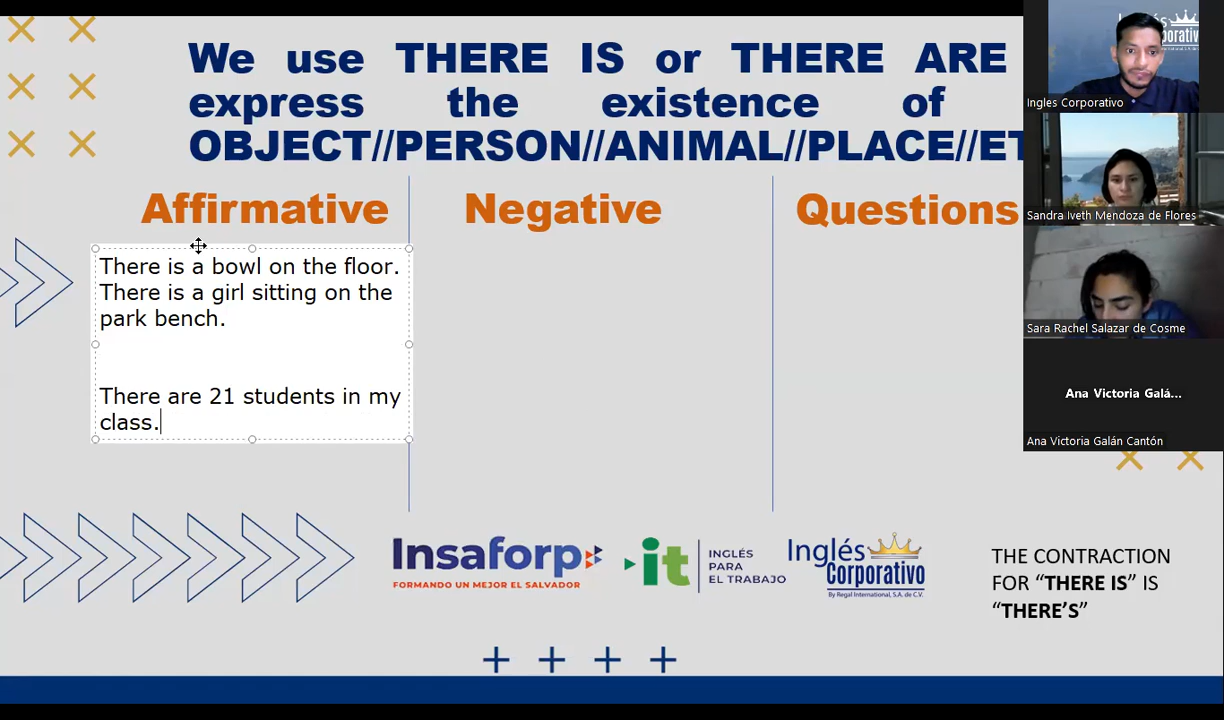 We use THERE IS or THERE ARE
express the existence of
OBJECT//PERSON//ANIMAL//PLACE//ET
Affirmative
Negative
Questions
There is a bowl on the floor.
There is a girl sitting on the
park bench.
There are 21 students in my
class.
Insaforp
FORMANDO UN MEJOR EL SALVADOR
it
INGLÉS
PARA
EL TRABAJO
Inglés
Corporativo
By Regal International, S.A. de C.V.
THE CONTRACTION
FOR “THERE IS” IS
“THERE’S”
Ingles Corporativo
Sandra Iveth Mendoza de Flores
Sara Rachel Salazar de Cosme
Ana Victoria Galá...
Ana Victoria Galán Cantón